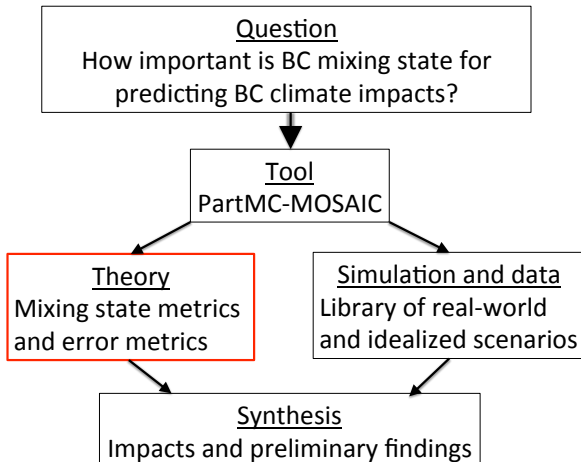 Question
How important is BC mixing state for
predicting BC climate impacts?
Tool
PartMC-MOSAIC
Theory
Mixing state metrics
and error metrics
Simulation and data
Library of real-world
and idealized scenarios
Synthesis
Impacts and preliminary findings